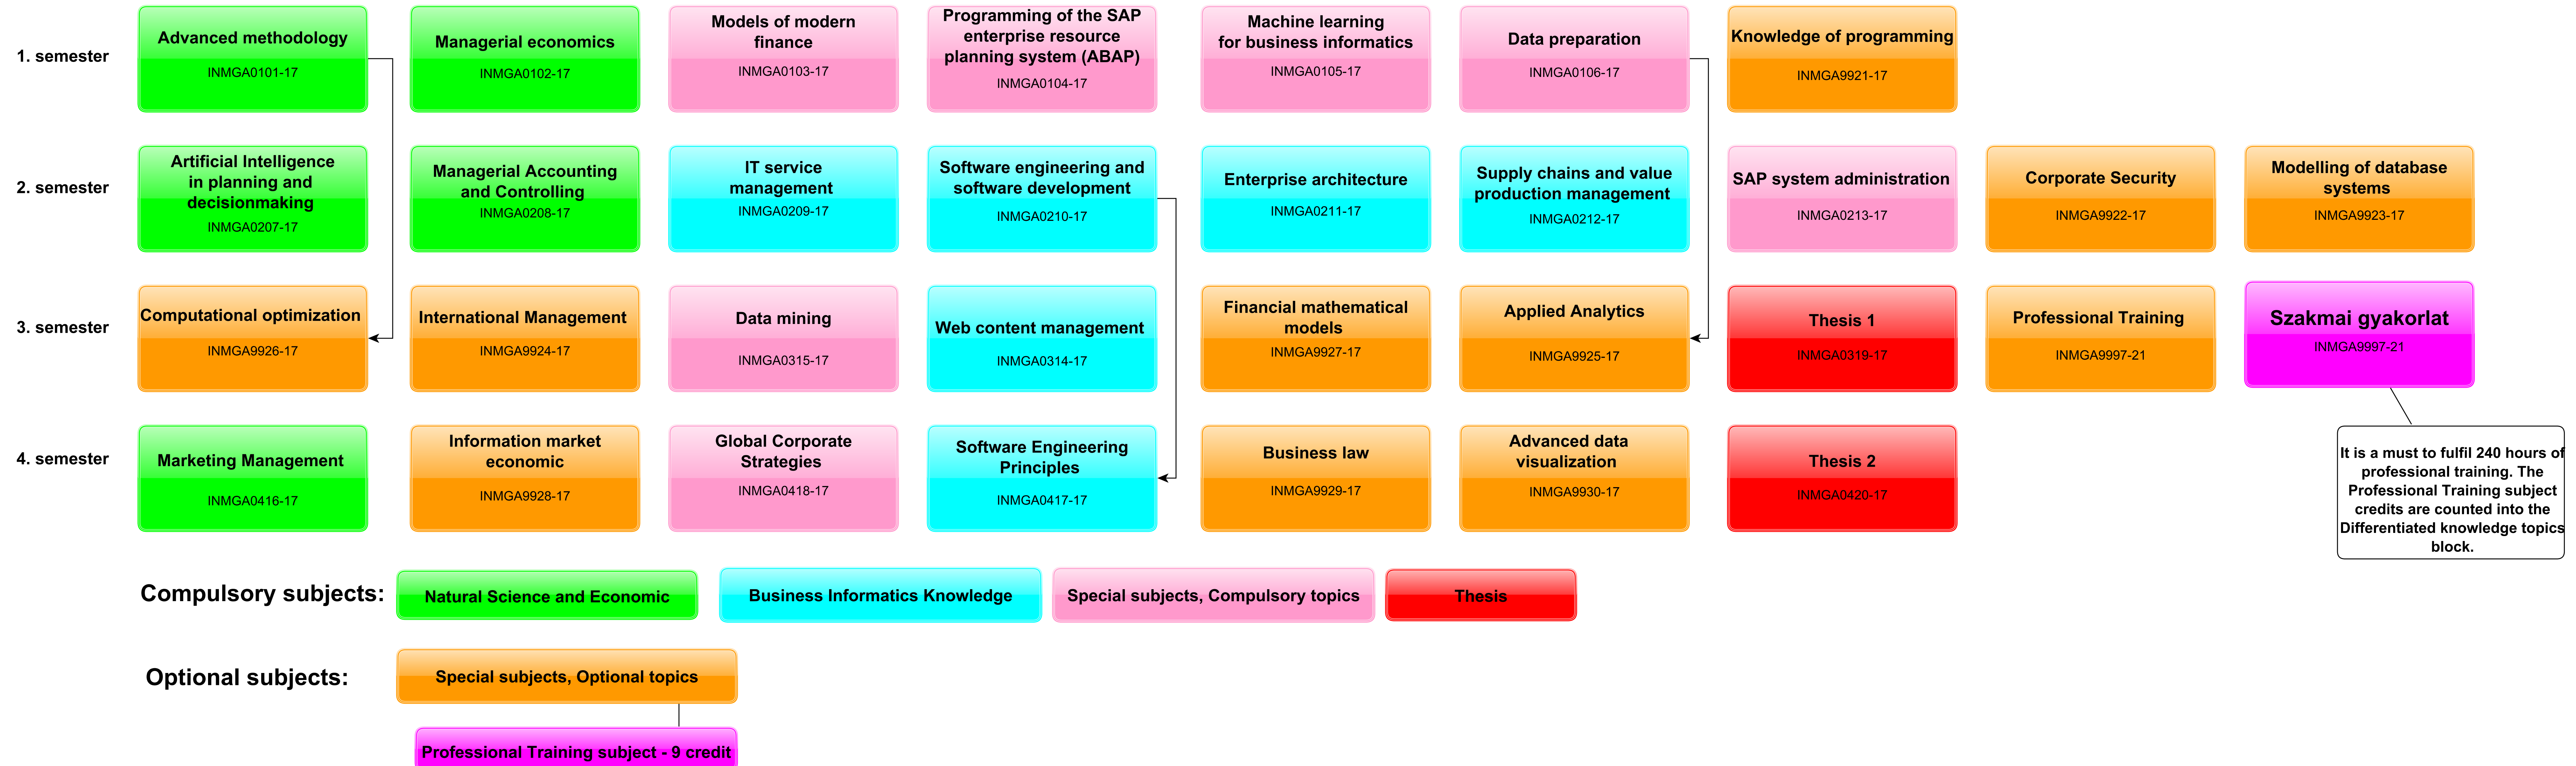 1. semester
Advanced methodology
INMGA0101-17
Managerial economics
INMGA0102-17
Models of modern
finance
INMGA0103-17
Programming of the SAP
enterprise resource
planning system (ABAP)
INMGA0104-17
Machine learning
for business informatics
INMGA0105-17
Data preparation
INMGA0106-17
Knowledge of programming
INMGA9921-17
2. semester
Artificial Intelligence
in planning and
decisionmaking
INMGA0207-17
Managerial Accounting
and Controlling
INMGA0208-17
IT service
management
INMGA0209-17
Software engineering and
software development
INMGA0210-17
Enterprise architecture
INMGA0211-17
Supply chains and value
production management
INMGA0212-17
SAP system administration
INMGA0213-17
Corporate Security
INMGA9922-17
Modelling of database
systems
INMGA9923-17
3. semester
Computational optimization
INMGA9926-17
International Management
INMGA9924-17
Data mining
INMGA0315-17
Web content management
INMGA0314-17
Financial mathematical
models
INMGA9927-17
Applied Analytics
INMGA9925-17
Thesis 1
INMGA0319-17
Professional Training
INMGA9997-21
Szakmai gyakorlat
INMGA9997-21
4. semester
Marketing Management
INMGA0416-17
Information market
economic
INMGA9928-17
Global Corporate
Strategies
INMGA0418-17
Software Engineering
Principles
INMGA0417-17
Business law
INMGA9929-17
Advanced data
visualization
INMGA9930-17
Thesis 2
INMGA0420-17
It is a must to fulfil 240 hours of
professional training. The
Professional Training subject
credits are counted into the
Differentiated knowledge topics
block.
Compulsory subjects:
Natural Science and Economic
Business Informatics Knowledge
Special subjects, Compulsory topics
Thesis
Optional subjects:
Special subjects, Optional topics
Professional Training subject - 9 credit